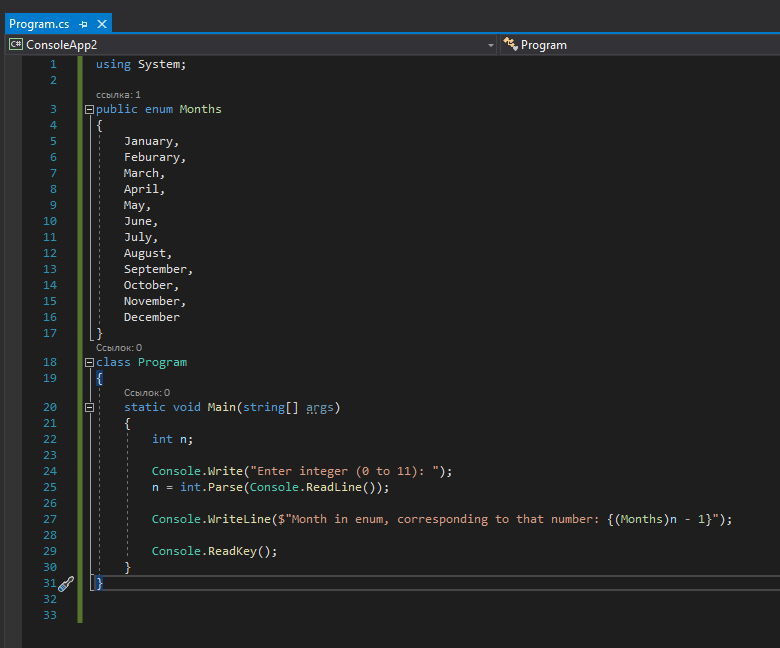 Program.cs
C# ConsoleApp2 Program
1 using System;
2
ссылка: 1
3 public enum Months
4 {
5 January,
6 Feburary,
7 March,
8 April,
9 May,
10 June,
11 July,
12 August,
13 September,
14 October,
15 November,
16 December
17 }
Ссылок: 0
18 class Program
19 {
Ссылок: 0
20 static void Main(string[] args)
21 {
22 int n;
23
24 Console.Write("Enter integer (0 to 11): ");
25 n = int.Parse(Console.ReadLine());
26
27 Console.WriteLine($"Month in enum, corresponding to that number: {(Months)n - 1}");
28
29 Console.ReadKey();
30 }
31 }
32
33